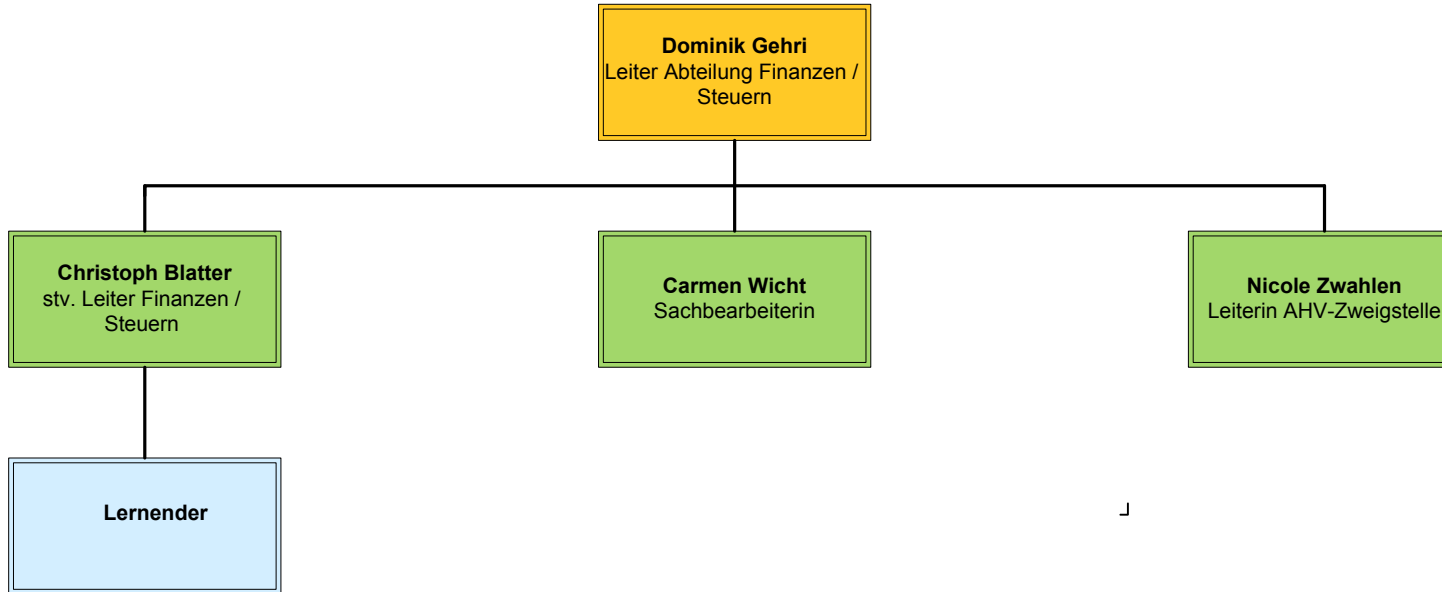 Dominik Gehri
Leiter Abteilung Finanzen /
Steuern
Christoph Blatter
stv. Leiter Finanzen /
Steuern
Carmen Wicht
Sachbearbeiterin
Nicole Zwahlen
Leiterin AHV-Zweigstelle
Lernender